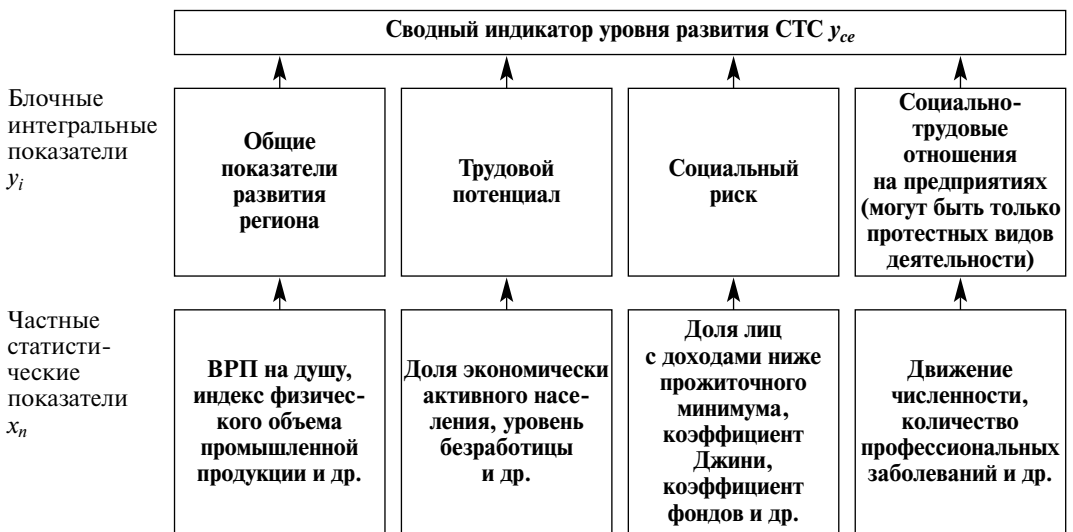 Сводный индикатор уровня развития СТС yce
Блочные
интегральные
показатели
yi
Общие
показатели
развития
региона
Трудовой
потенциал
Социальный
риск
Социально-
трудовые
отношения
на предприятиях
(могут быть только
протестных видов
деятельности)
Частные
статисти-
ческие
показатели
xn
ВРП на душу,
индекс физичес-
кого объема
промышленной
продукции и др.
Доля экономически
активного насе-
ления, уровень
безработицы
и др.
Доля лиц
с доходами ниже
прожиточного
минимума,
коэффициент
Джини,
коэффициент
фондов и др.
Движение
численности,
количество
профессиональных
заболеваний и др.